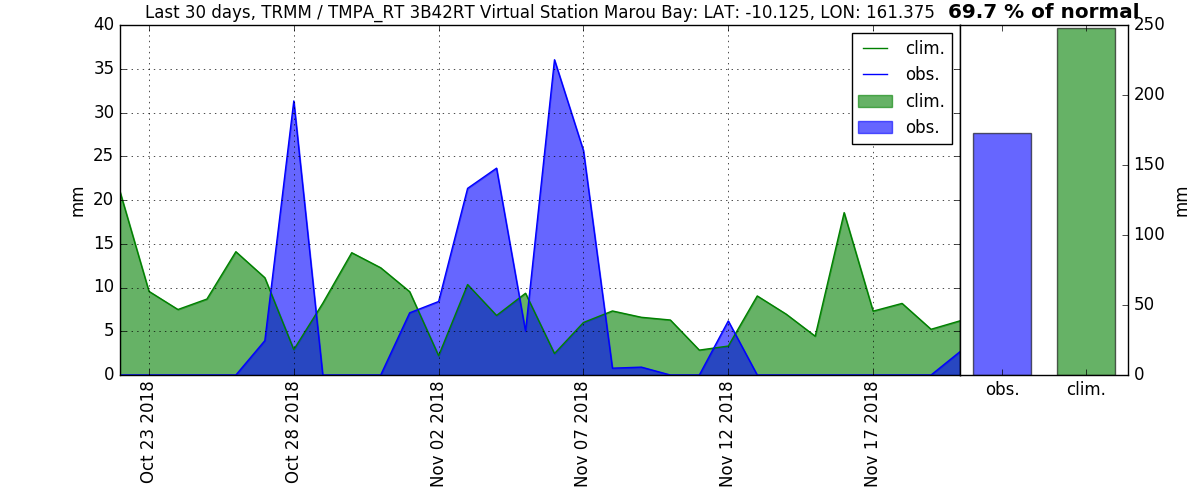 Last 30 days, TRMM / TMPA_RT 3B42RT Virtual Station Marou Bay: LAT: -10.125, LON: 161.375
69.7 % of normal
mm
40
35
30
25
20
15
10
5
0
clim.
obs.
clim.
obs.
Oct 23 2018
Oct 28 2018
Nov 02 2018
Nov 07 2018
Nov 12 2018
Nov 17 2018
250
200
150
100
50
0
mm
obs.
clim.